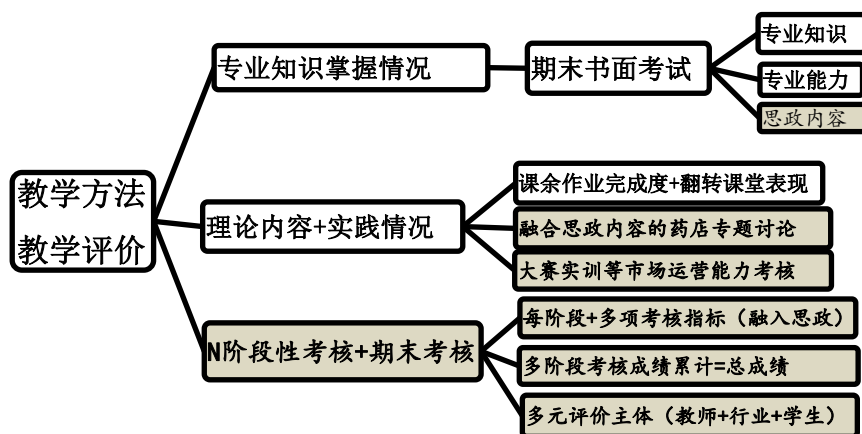 教学方法
教学评价
专业知识掌握情况
期末书面考试
专业知识
专业能力
思政内容
理论内容+实践情况
课余作业完成度+翻转课堂表现
融合思政内容的药店专题讨论
大赛实训等市场运营能力考核
N阶段性考核+期末考核
每阶段+多项考核指标（融入思政）
多阶段考核成绩累计=总成绩
多元评价主体（教师+行业+学生）